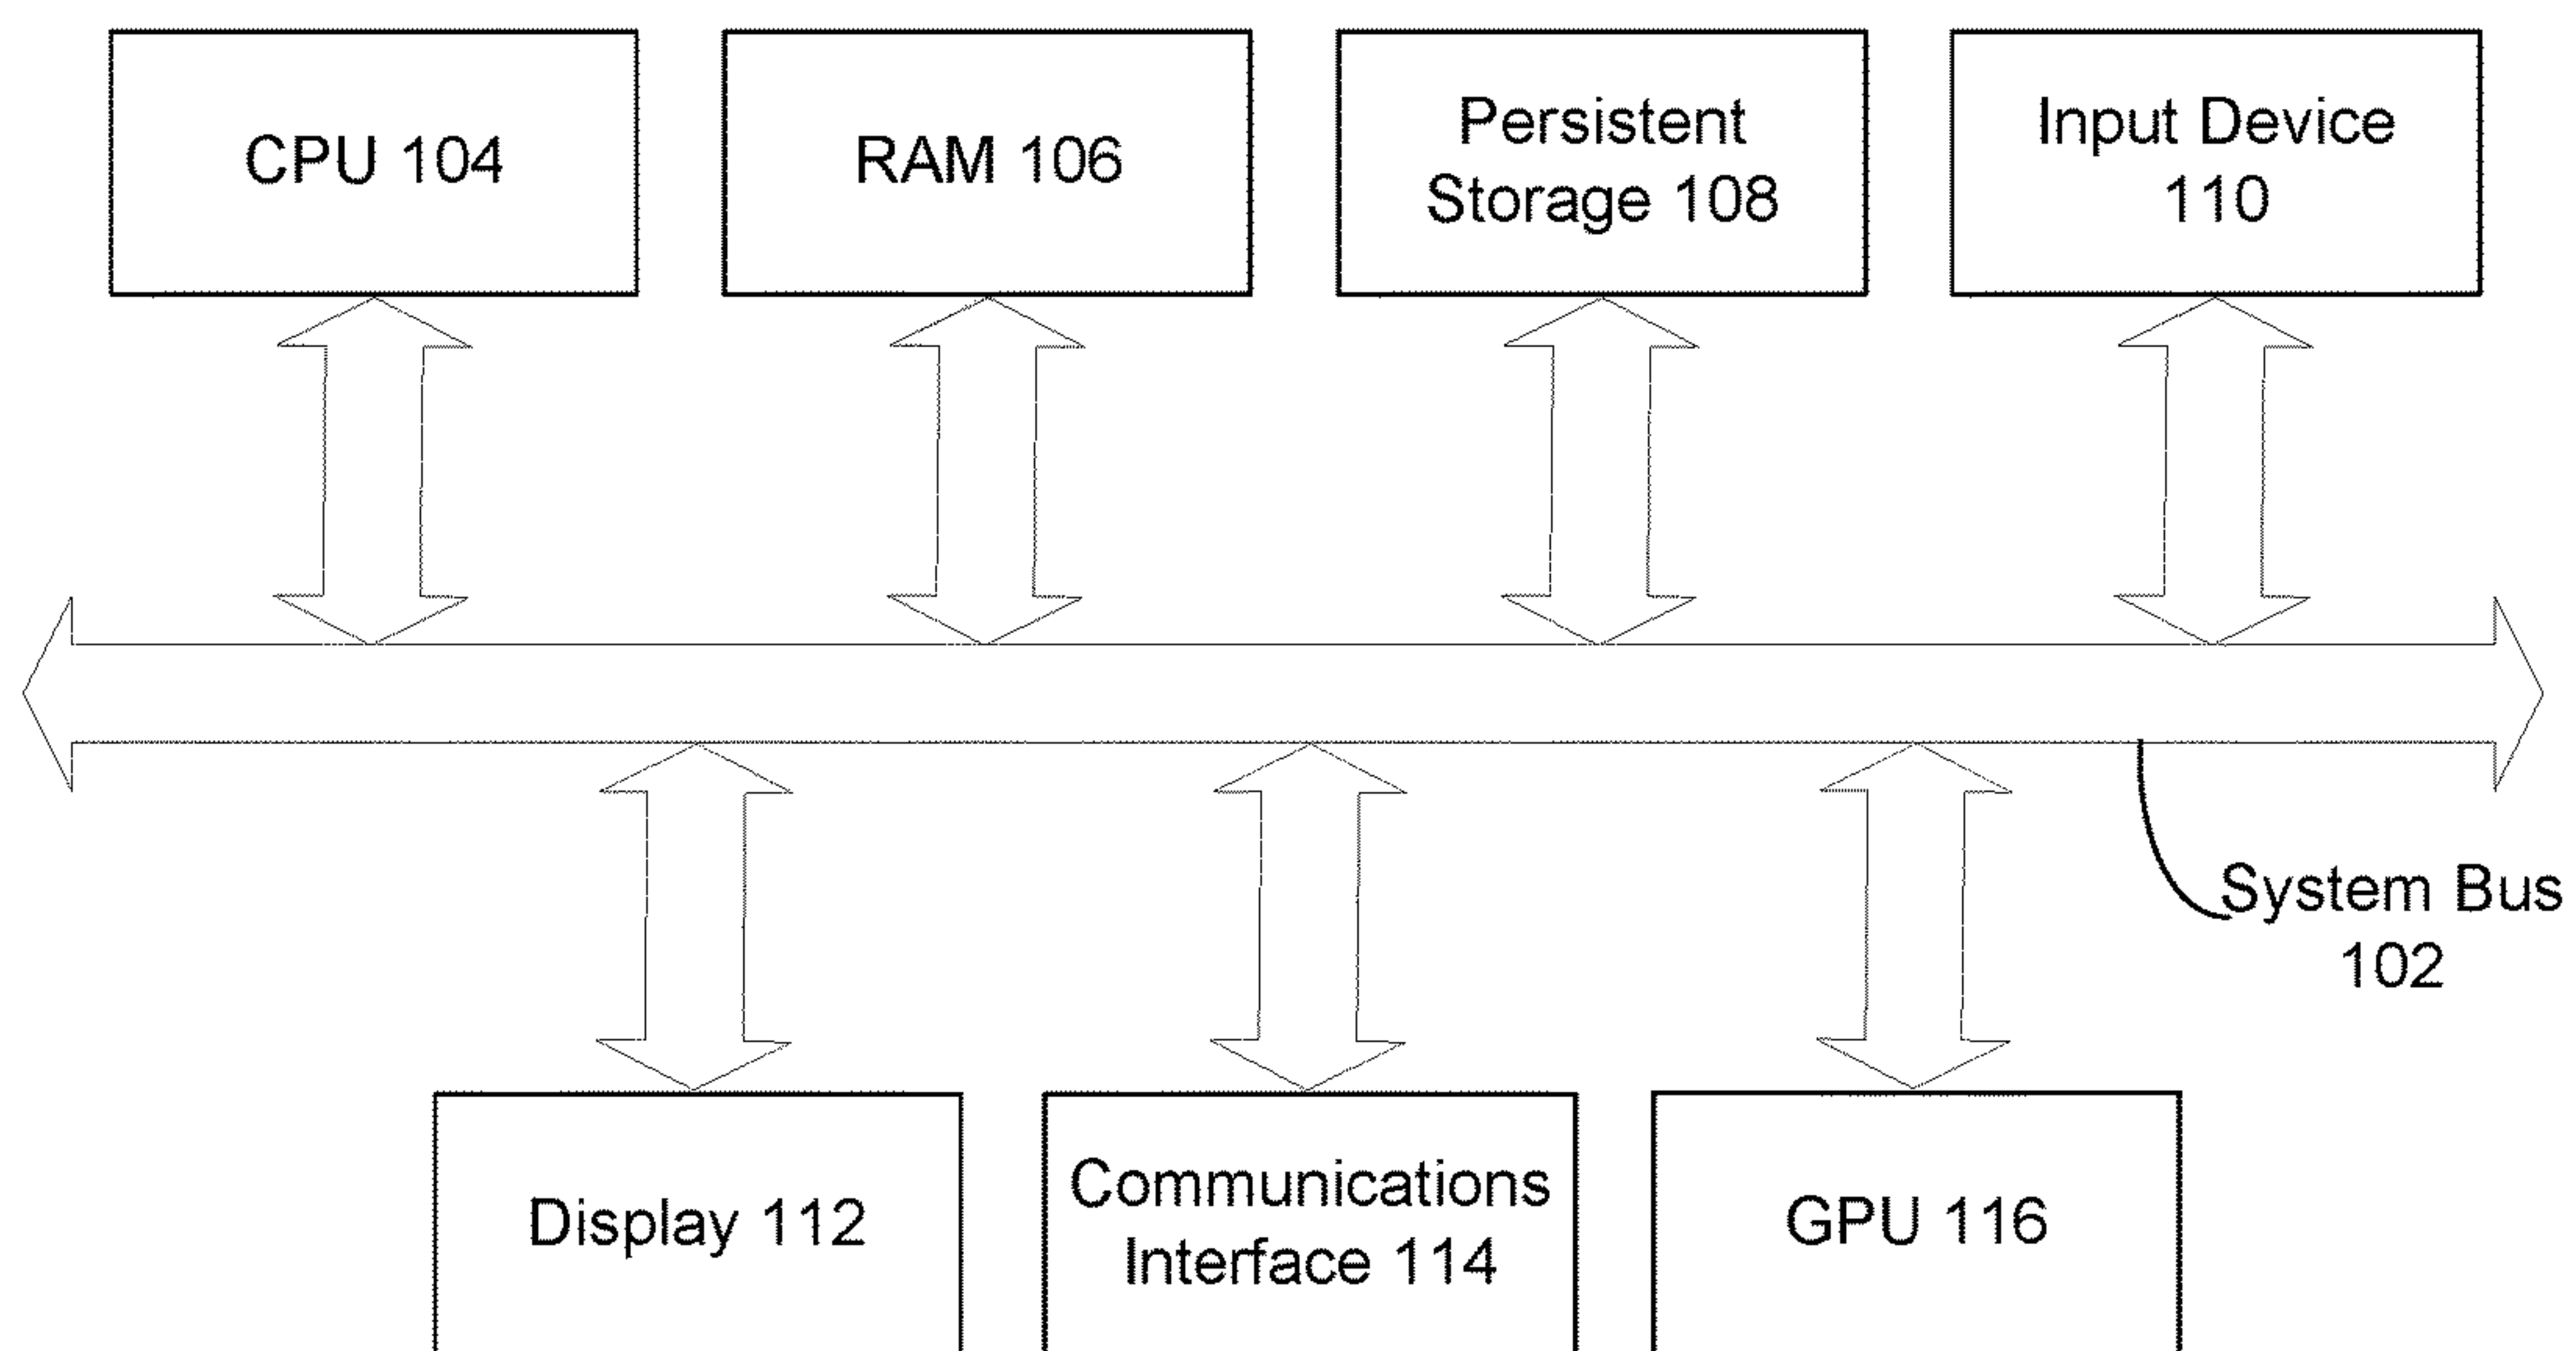 CPU 104
RAM 106
Persistent
Storage 108
Input Device
110
System Bus
102
Display 112
Communications
Interface 114
GPU 116